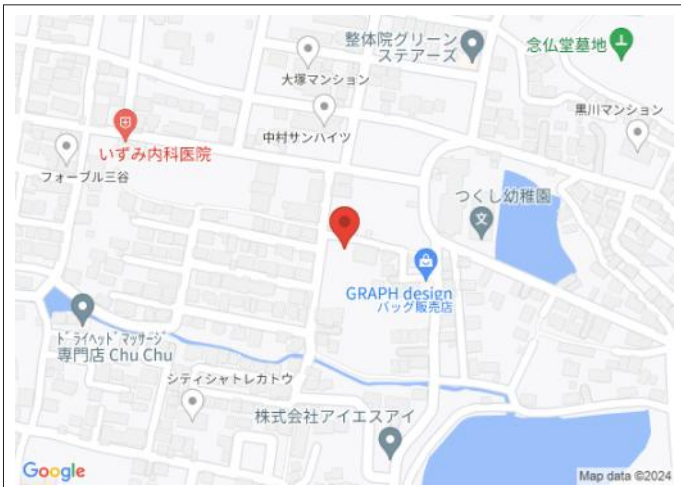 整体院グリーン
ステアーズ
念仏堂墓地
大塚マンション
黒川マンション
中村サンハイツ
いずみ内科医院
フォーブル三谷
つくし幼稚園
GRAPH design
バッグ販売店
ドライヘッドマッサージ
専門店 Chu Chu
シティシャトレカトウ
株式会社アイエスアイ
Google
Map data ©2024